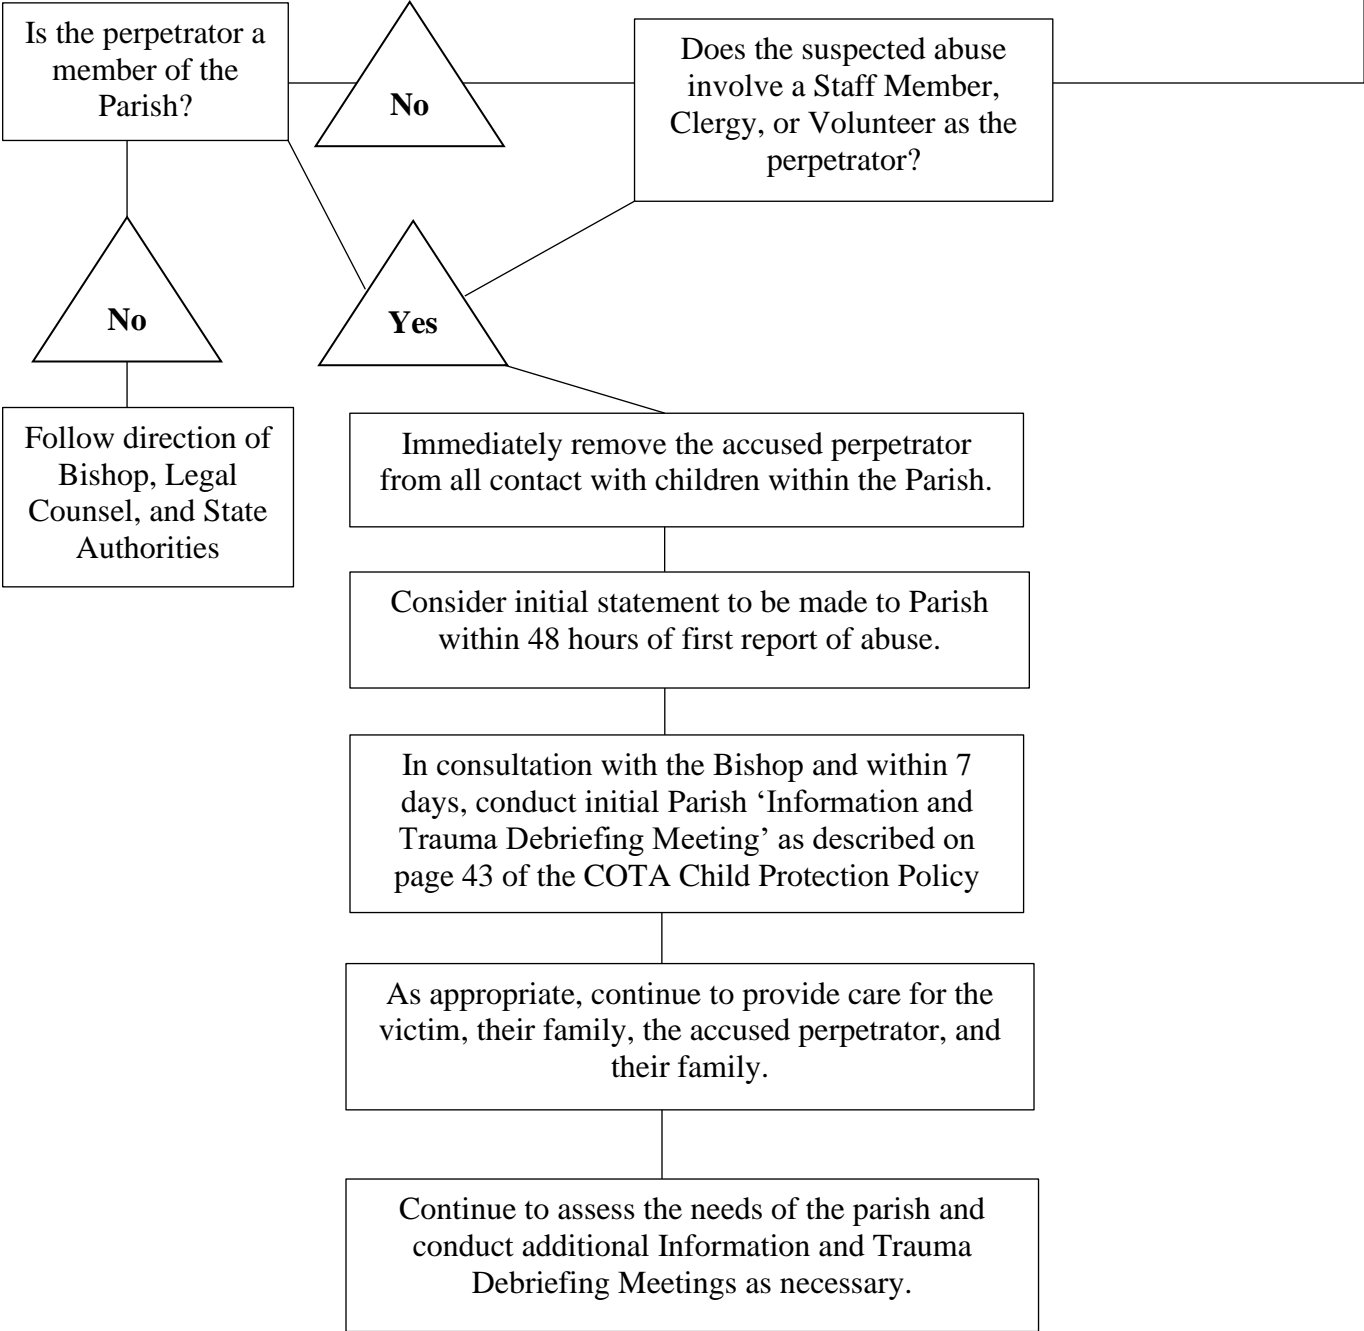 Is the perpetrator a
member of the
Parish?
No
Does the suspected abuse
involve a Staff Member,
Clergy, or Volunteer as the
perpetrator?
No
Yes
Follow direction of
Bishop, Legal
Counsel, and State
Authorities
Immediately remove the accused perpetrator
from all contact with children within the Parish.
Consider initial statement to be made to Parish
within 48 hours of first report of abuse.
In consultation with the Bishop and within 7
days, conduct initial Parish ‘Information and
Trauma Debriefing Meeting’ as described on
page 43 of the COTA Child Protection Policy
As appropriate, continue to provide care for the
victim, their family, the accused perpetrator, and
their family.
Continue to assess the needs of the parish and
conduct additional Information and Trauma
Debriefing Meetings as necessary.